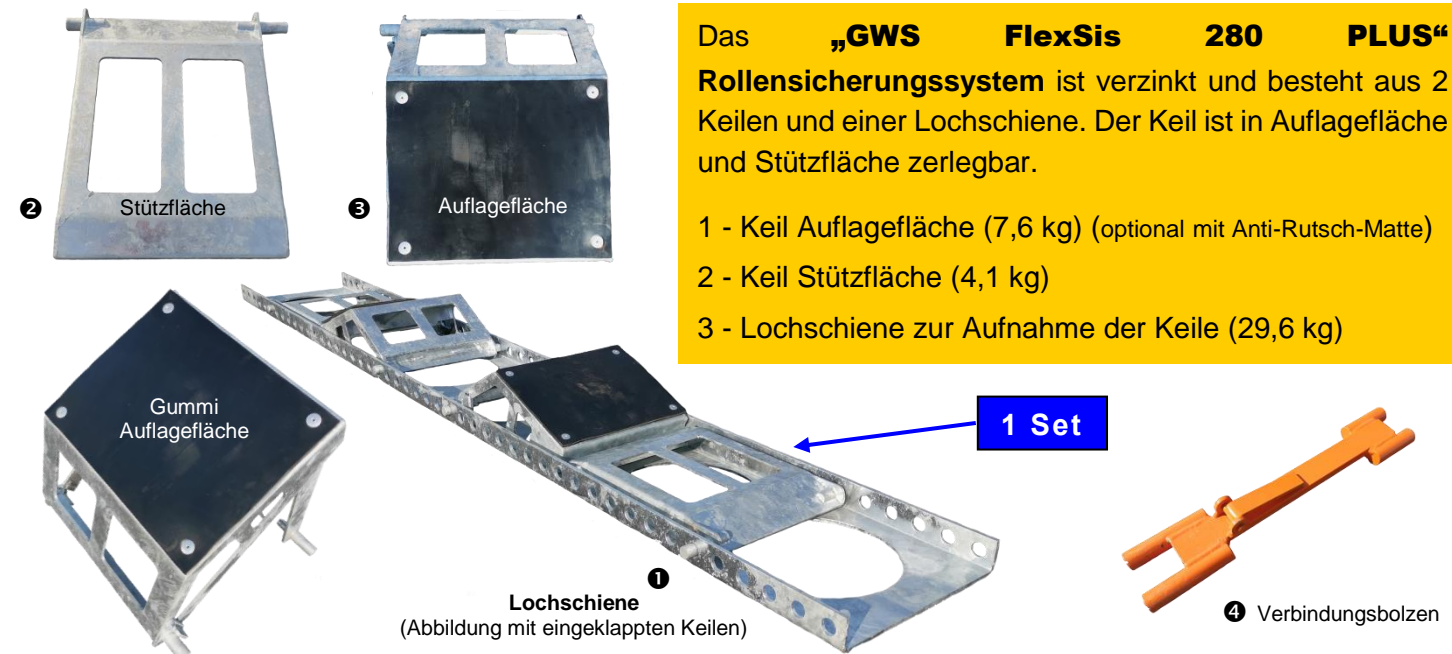 ❷ Stützfläche
❸ Auflagefläche
Das „GWS FlexSis 280 PLUS“
Rollensicherungssystem ist verzinkt und besteht aus 2
Keilen und einer Lochschiene. Der Keil ist in Auflagefläche
und Stützfläche zerlegbar.
1 - Keil Auflagefläche (7,6 kg) (optional mit Anti-Rutsch-Matte)
2 - Keil Stützfläche (4,1 kg)
3 - Lochschiene zur Aufnahme der Keile (29,6 kg)
Gummi
Auflagefläche
1 Set
❶
Lochschiene
(Abbildung mit eingeklappten Keilen)
❹ Verbindungsbolzen